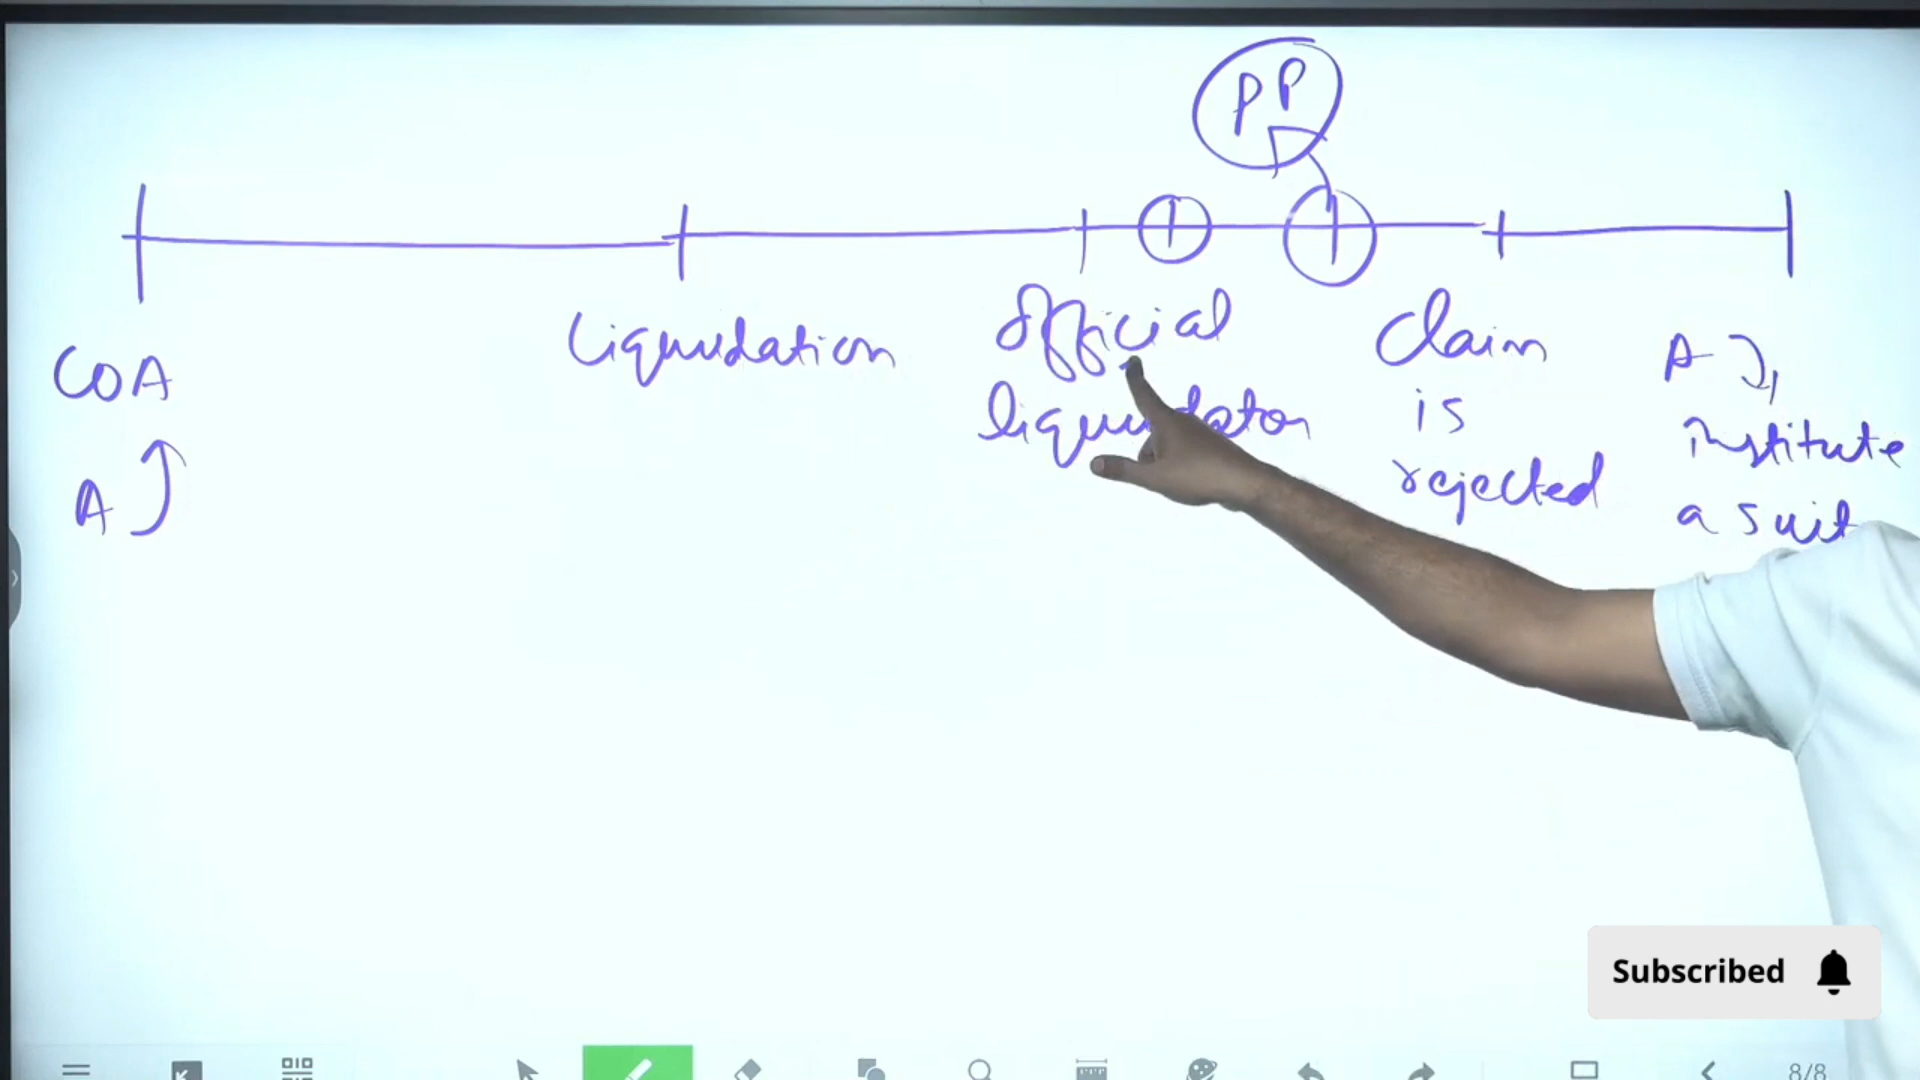 PP
COA
A
Liquidation
Official
liquidator
Claim
is
rejected
A
institute
a suit
Subscribed
8/8